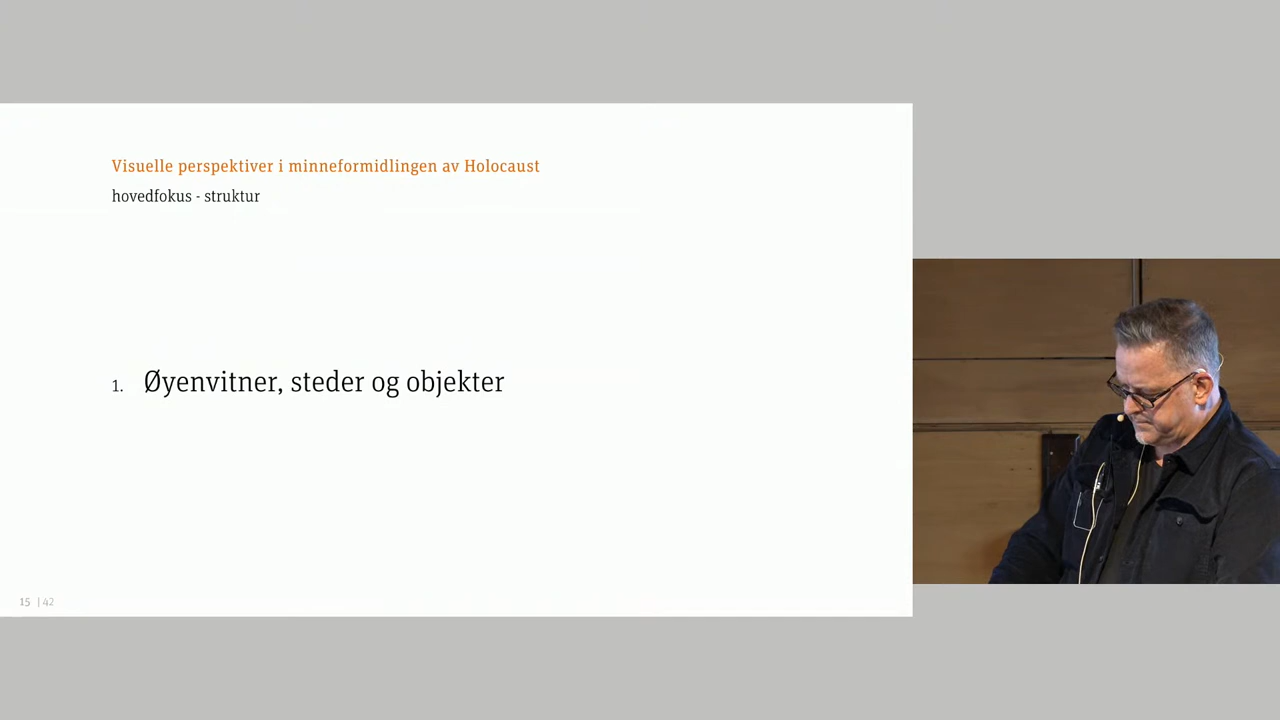 Visuelle perspektiver i minneformidlingen av Holocaust
hovedfokus - struktur
1. Øyenvitner, steder og objekter
15 | 42